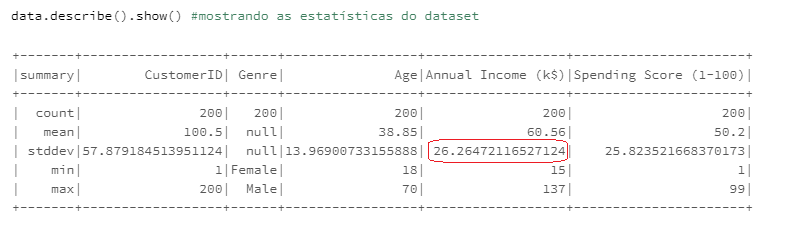 data.describe().show() #mostrando as estatísticas do dataset
+-------+------------------+------+-----------------+------------------+----------------------+
|summary|        CustomerID| Genre|              Age|Annual Income (k$)|Spending Score (1-100)|
+-------+------------------+------+-----------------+------------------+----------------------+
|  count|               200|   200|              200|               200|                   200|
|   mean|             100.5|  null|            38.85|             60.56|                  50.2|
| stddev|57.879184513951124|  null|13.96900733155888| 26.26472116527124|    25.823521668370173|
|    min|                 1|Female|               18|                15|                     1|
|    max|               200|  Male|               70|               137|                    99|
+-------+------------------+------+-----------------+------------------+----------------------+